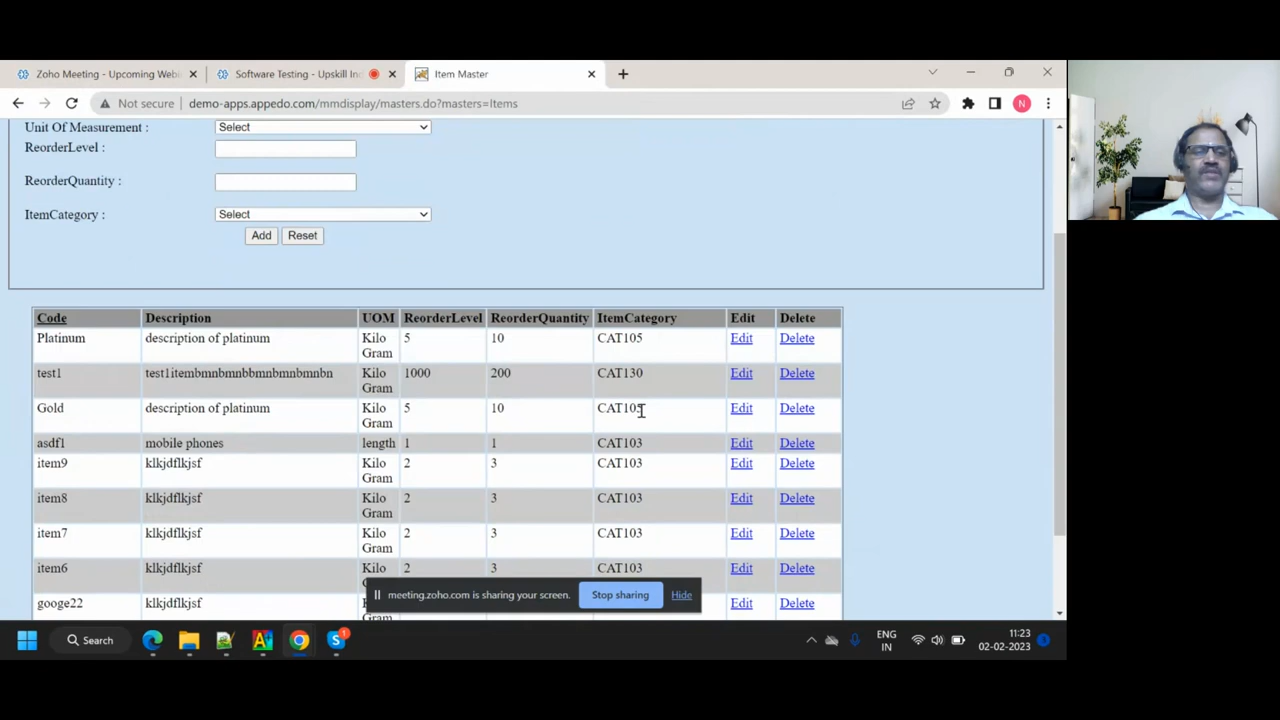 Zoho Meeting - Upcoming Webi
Software Testing - Upskill In
Item Master
Not secure
demo-apps.appedo.com/mmdisplay/masters.do?masters=Items
N
Unit Of Measurement :
Select
ReorderLevel :
ReorderQuantity :
ItemCategory :
Select
Add
Reset
Code Description UOM ReorderLevel ReorderQuantity ItemCategory Edit Delete
Platinum description of platinum Kilo Gram 5 10 CAT105 Edit Delete
test1 test1itembmnbmnbbmnbmnbmnbn Kilo Gram 1000 200 CAT130 Edit Delete
Gold description of platinum Kilo Gram 5 10 CAT105 Edit Delete
asdf1 mobile phones length 1 1 CAT103 Edit Delete
item9 klkjdflkjsf Kilo Gram 2 3 CAT103 Edit Delete
item8 klkjdflkjsf Kilo Gram 2 3 CAT103 Edit Delete
item7 klkjdflkjsf Kilo Gram 2 3 CAT103 Edit Delete
item6 klkjdflkjsf Kilo 2 3 CAT103 Edit Delete
googe22 klkjdflkjsf Edit Delete
meeting.zoho.com is sharing your screen.
Stop sharing
Hide
Search
1
ENG
IN
11:23
02-02-2023